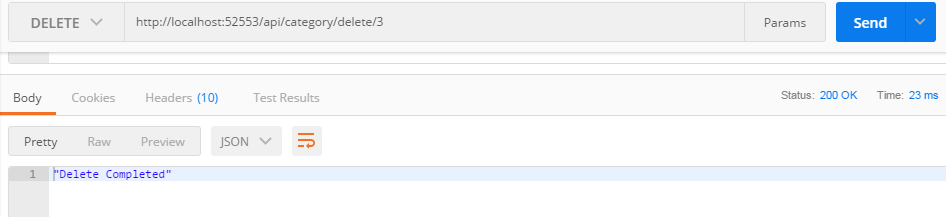 DELETE http://localhost:52553/api/category/delete/3 Params Send
Body Cookies Headers (10) Test Results Status: 200 OK Time: 23 ms
Pretty Raw Preview JSON
1 "Delete Completed"